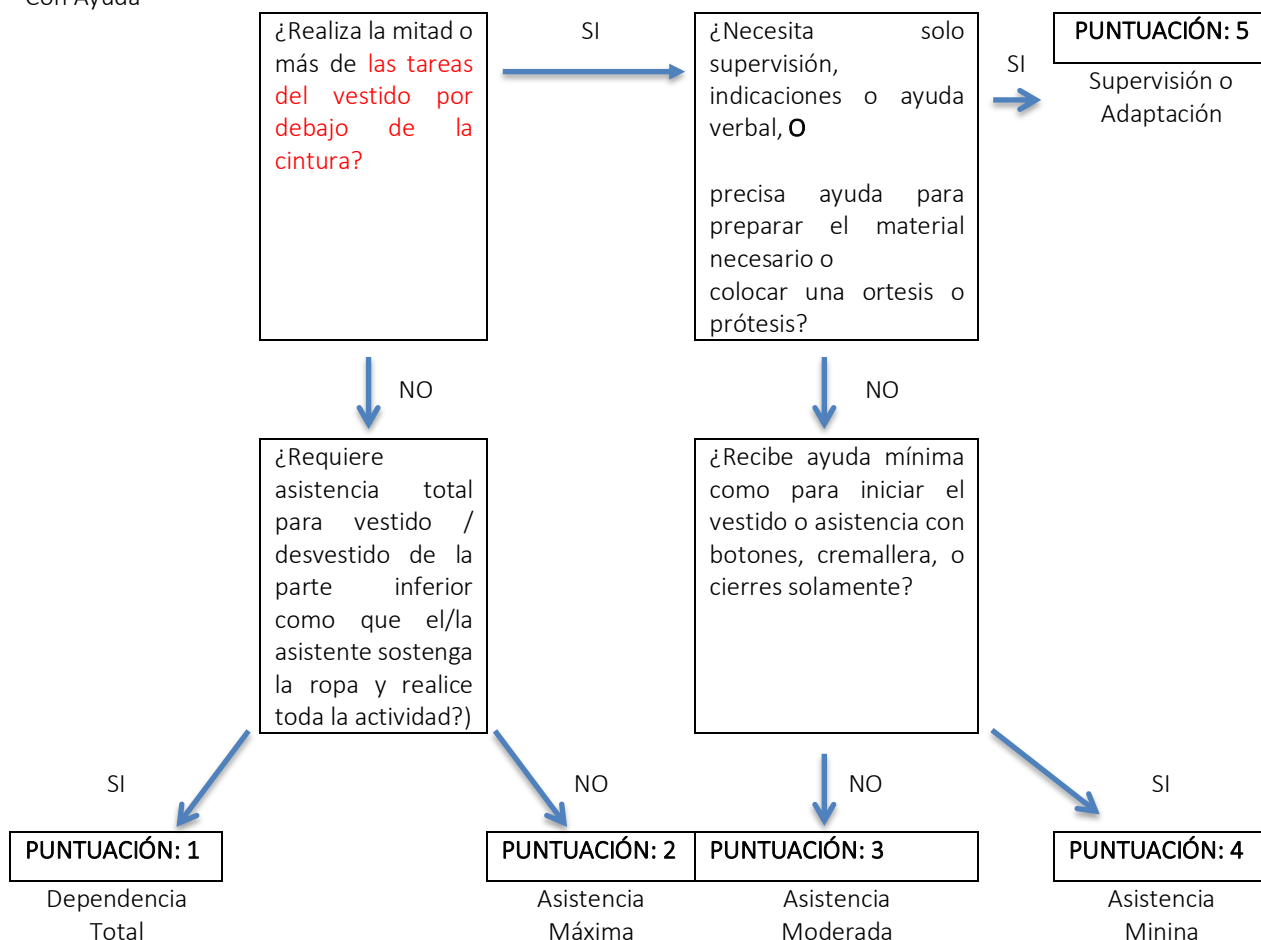 Con Ayuda
¿Realiza la mitad o
más de las tareas
del vestido por
debajo de la
cintura?
SI
¿Necesita solo
supervisión,
indicaciones o ayuda
verbal, O
precisa ayuda para
preparar el material
necesario o
colocar una ortesis o
prótesis?
SI
PUNTUACIÓN: 5
Supervisión o
Adaptación
NO
NO
¿Requiere
asistencia total
para vestido /
desvestido de la
parte inferior
como que el/la
asistente sostenga
la ropa y realice
toda la actividad?)
¿Recibe ayuda mínima
como para iniciar el
vestido o asistencia con
botones, cremallera, o
cierres solamente?
SI
NO
NO
SI
PUNTUACIÓN: 1
Dependencia
Total
PUNTUACIÓN: 2
Asistencia
Máxima
PUNTUACIÓN: 3
Asistencia
Moderada
PUNTUACIÓN: 4
Asistencia
Minina